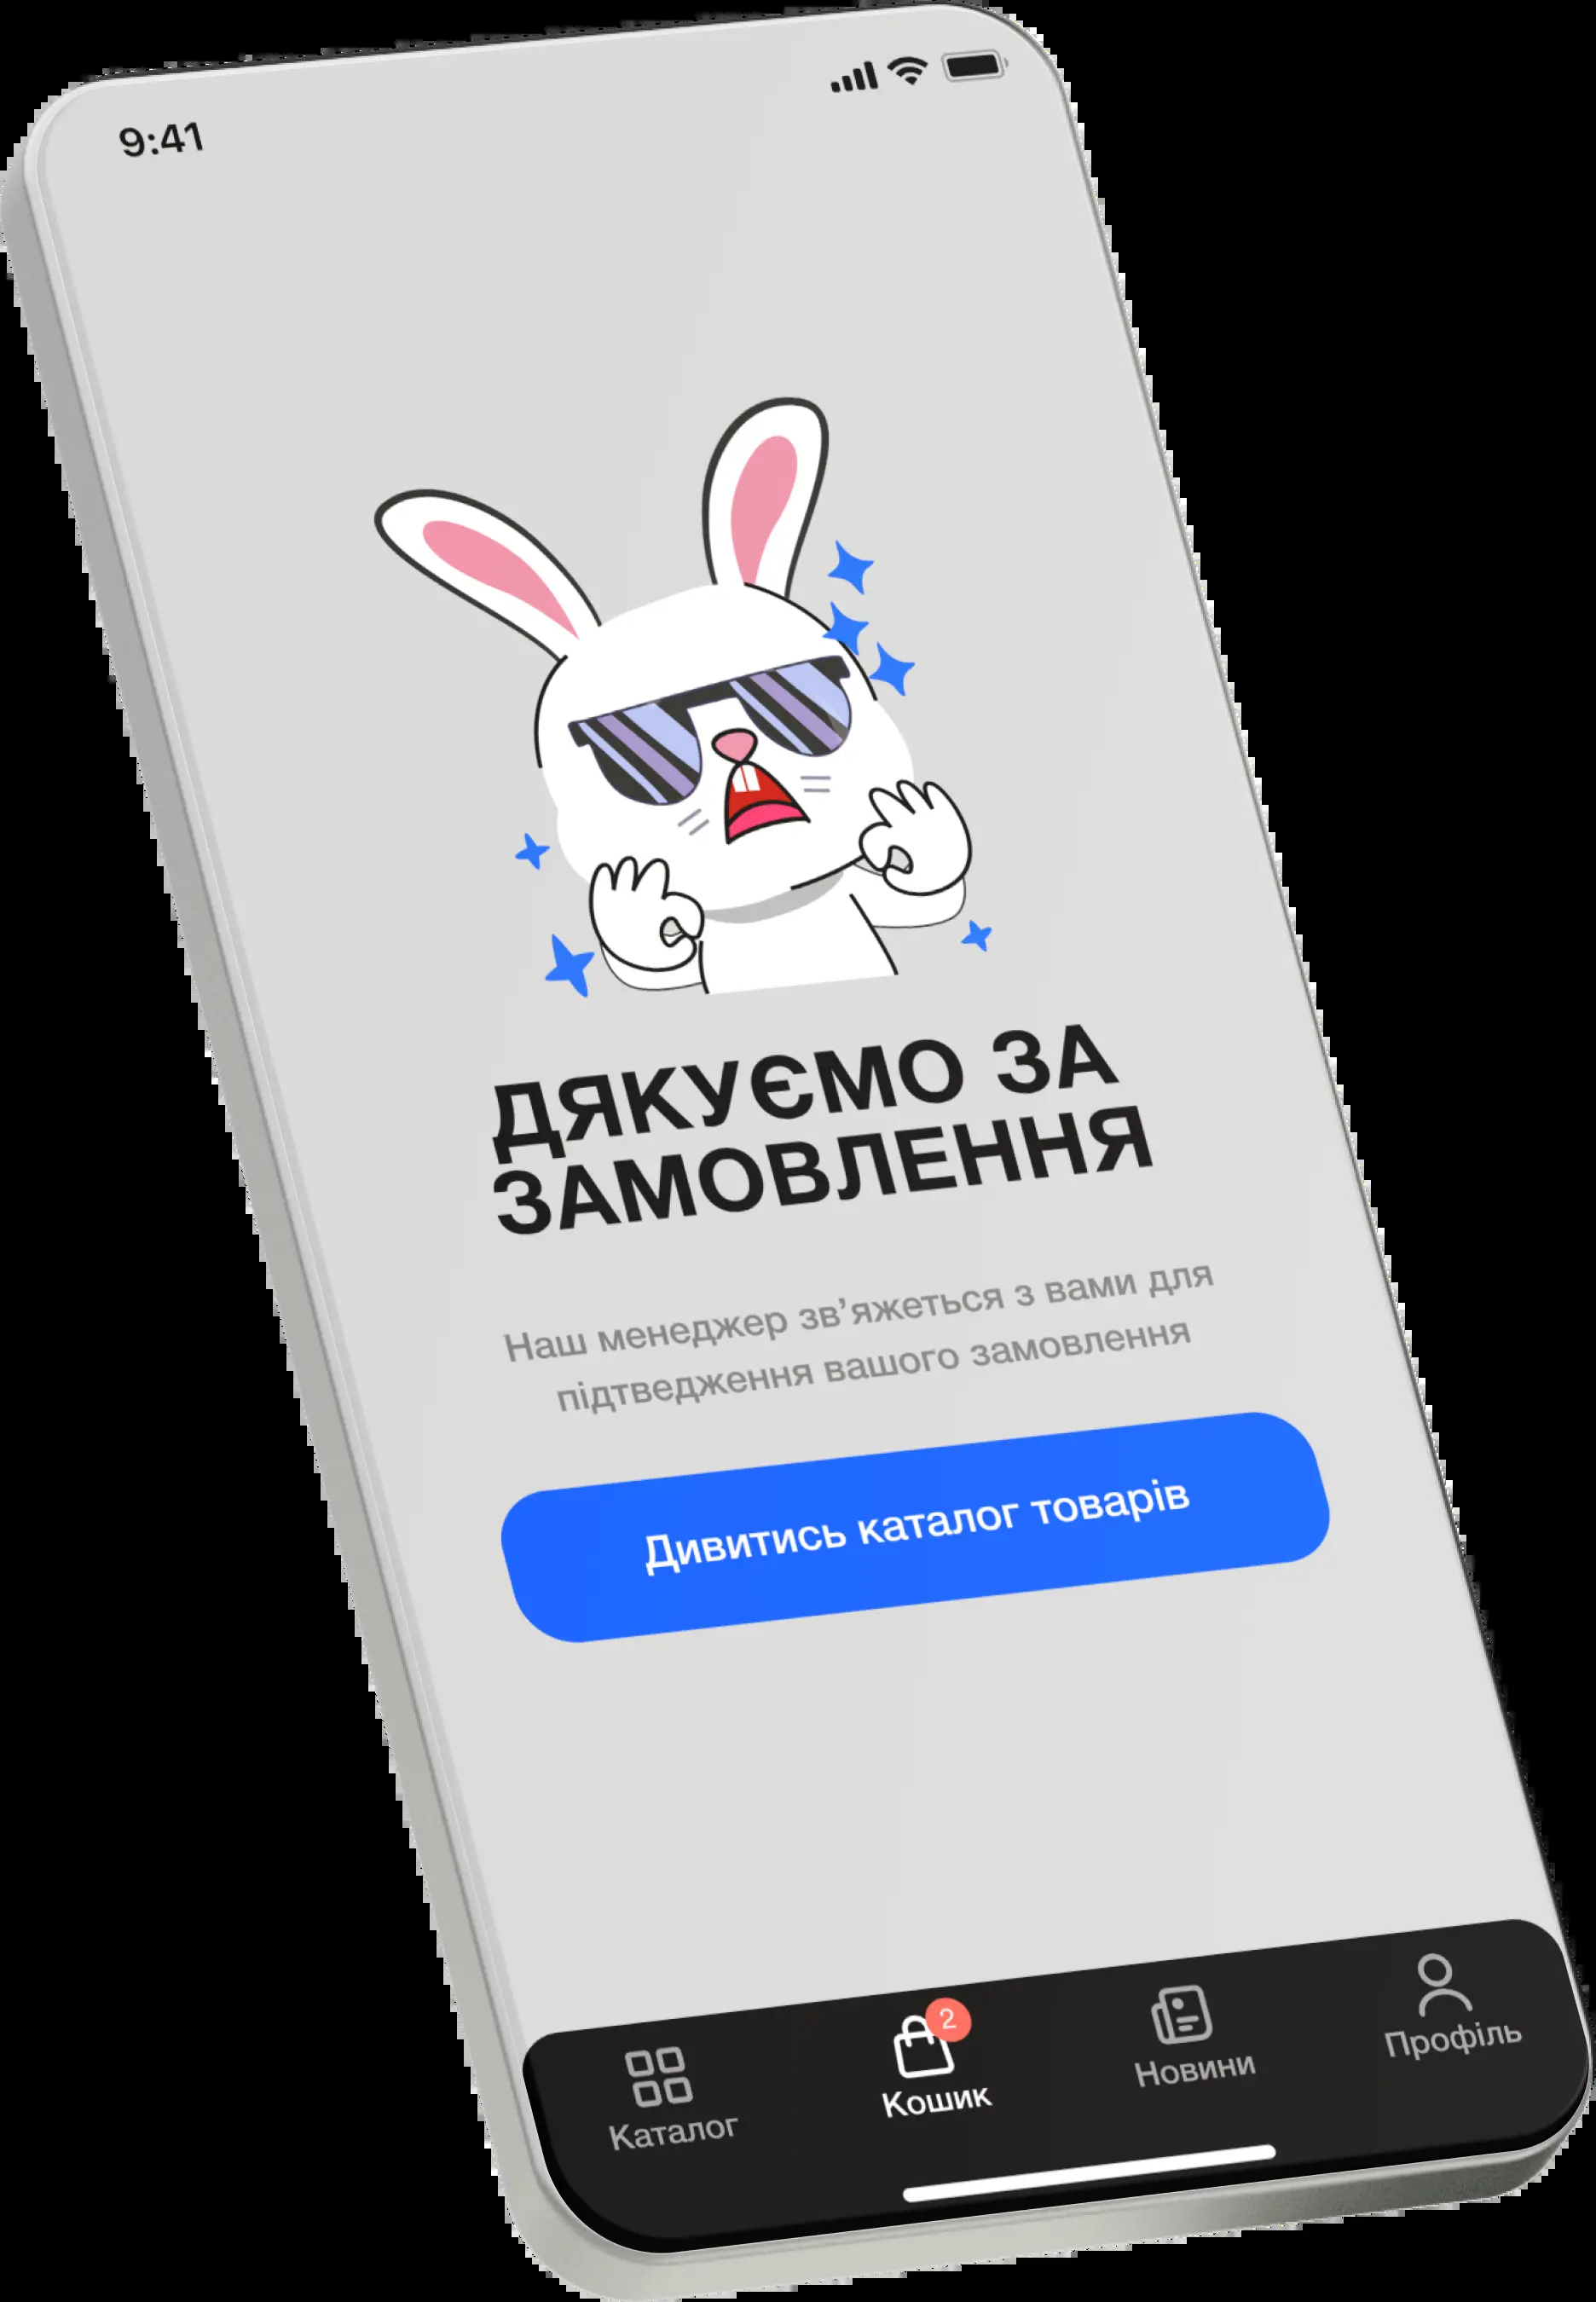 9:41
ДЯКУЄМО ЗА
ЗАМОВЛЕННЯ
Наш менеджер зв’яжеться з вами для
підтведження вашого замовлення
Дивитись каталог товарів
Каталог
2
Кошик
Новини
Профіль